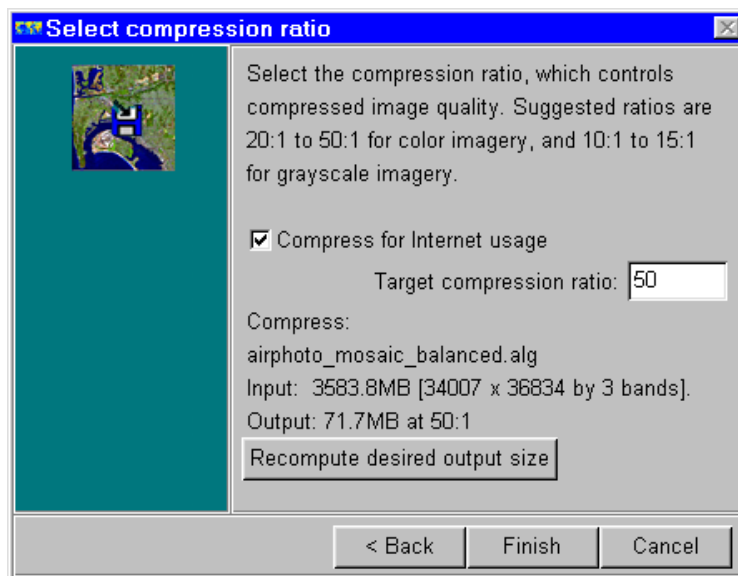 Select compression ratio
Select the compression ratio, which controls
compressed image quality. Suggested ratios are
20:1 to 50:1 for color imagery, and 10:1 to 15:1
for grayscale imagery.
Compress for Internet usage
Target compression ratio: 50
Compress:
airphoto_mosaic_balanced.alg
Input: 3583.8MB [34007 x 36834 by 3 bands].
Output: 71.7MB at 50:1
Recompute desired output size
< Back Finish Cancel